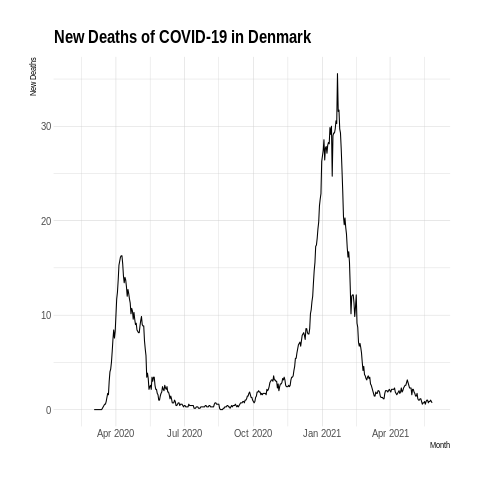 New Deaths of COVID-19 in Denmark
New Deaths
30
20
10
0
Apr 2020 Jul 2020 Oct 2020 Jan 2021 Apr 2021
Month